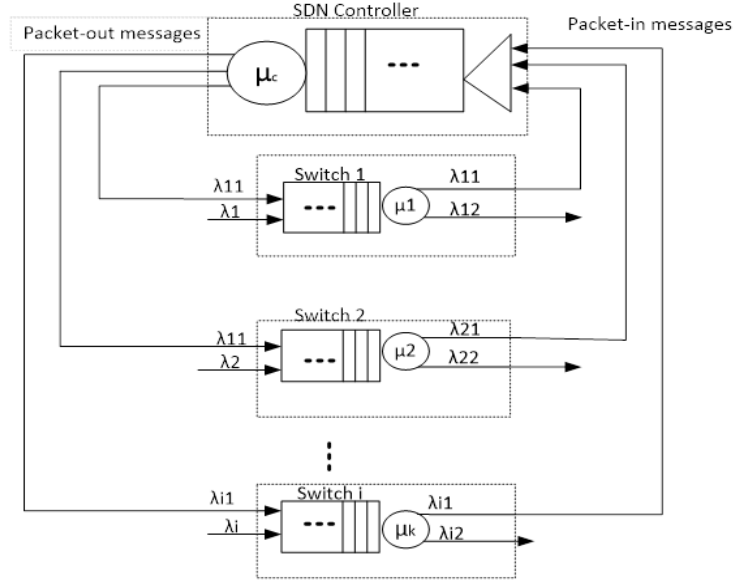 SDN Controller
Packet-out messages
Packet-in messages
μc
Switch 1
λ11
λ1
μ1
λ11
λ12
Switch 2
λ11
λ2
μ2
λ21
λ22
Switch i
λi1
λi
μk
λi1
λi2